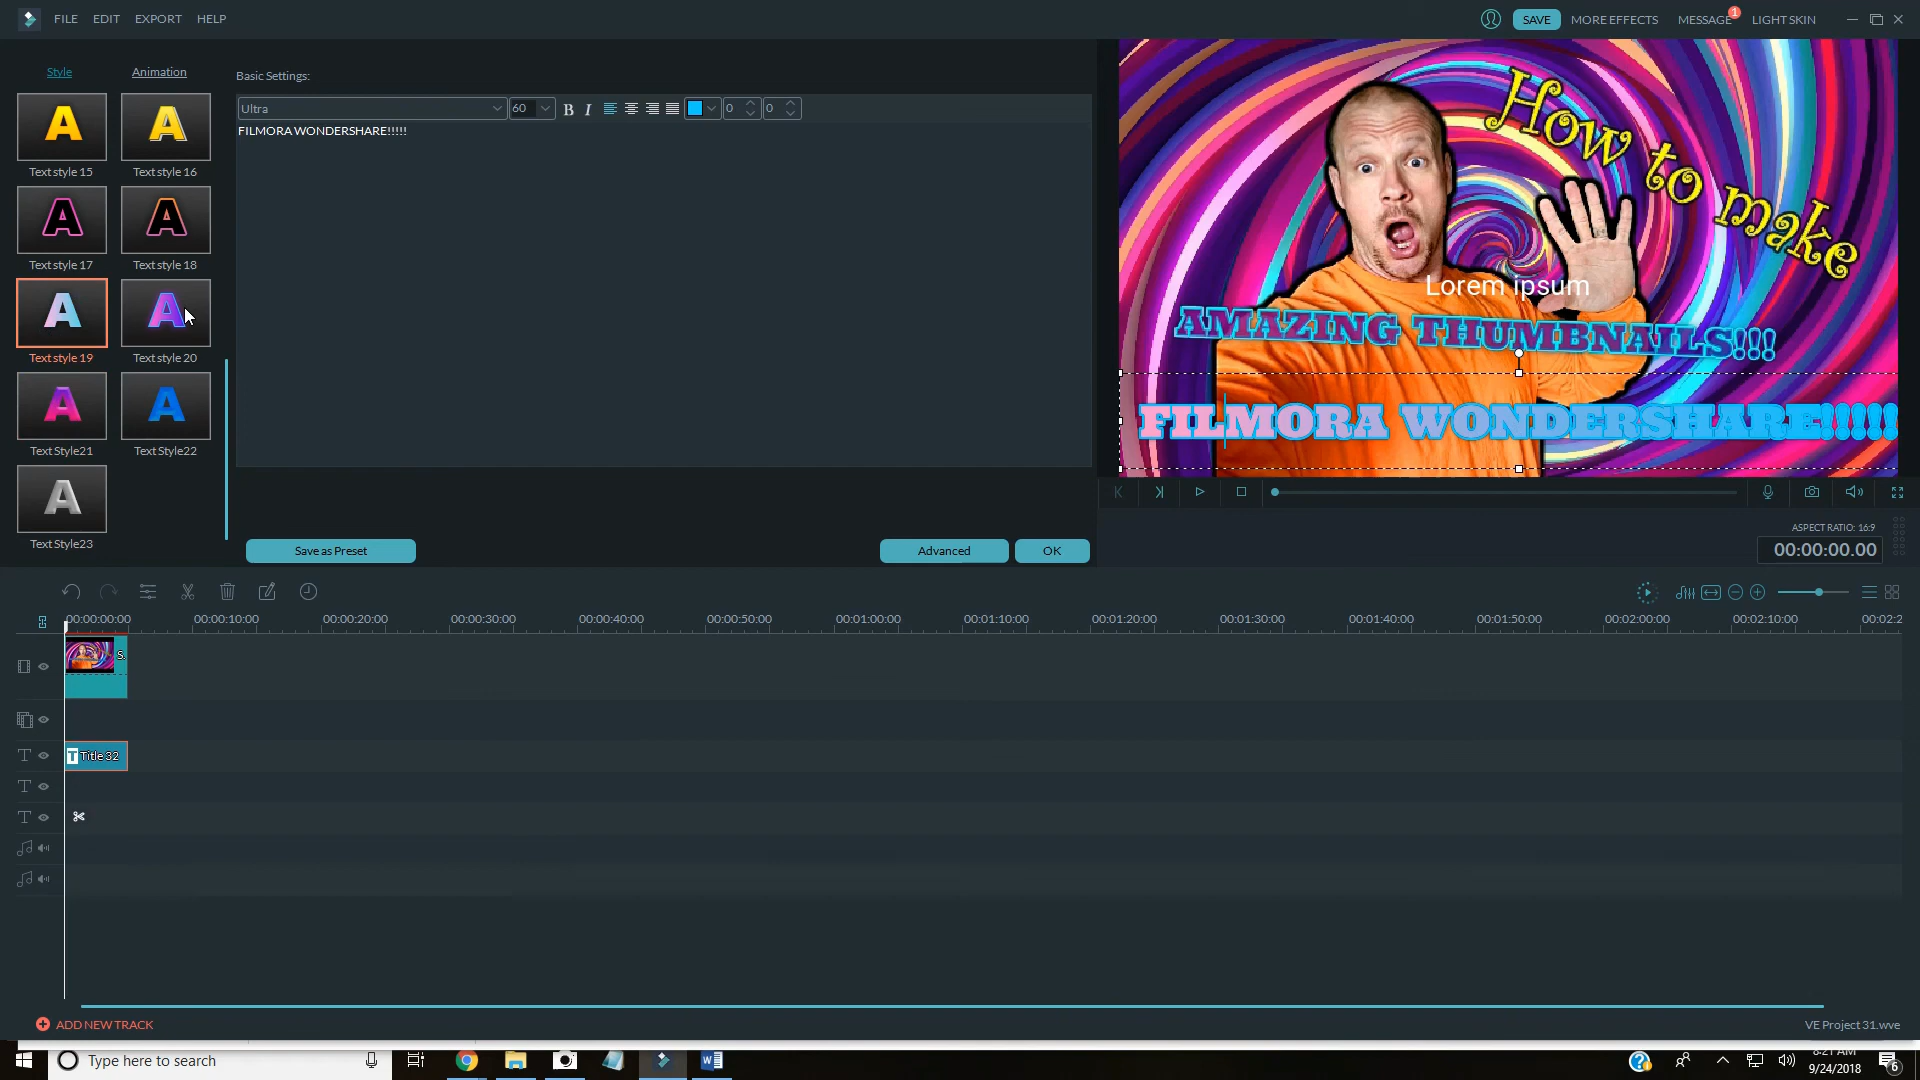 FILE EDIT EXPORT HELP
SAVE MORE EFFECTS MESSAGE 1 LIGHT SKIN
Style Animation
Basic Settings:
Ultra 60 B I 0 0
FILMORA WONDERSHARE!!!!!
A A
Text style 15 Text style 16
A A
Text style 17 Text style 18
A A
Text style 19 Text style 20
A A
Text Style21 Text Style22
A
Text Style23
How to make
Lorem ipsum
AMAZING THUMBNAILS!!!
FILMORA WONDERSHARE!!!!!
ASPECT RATIO: 16:9
00:00:00.00
Save as Preset Advanced OK
00:00:00:00 00:00:10:00 00:00:20:00 00:00:30:00 00:00:40:00 00:00:50:00 00:01:00:00 00:01:10:00 00:01:20:00 00:01:30:00 00:01:40:00 00:01:50:00 00:02:00:00 00:02:10:00 00:02:2
S.
T T Title 32
T
T
ADD NEW TRACK VE Project 31.wve
Type here to search
8:21 AM
9/24/2018
6